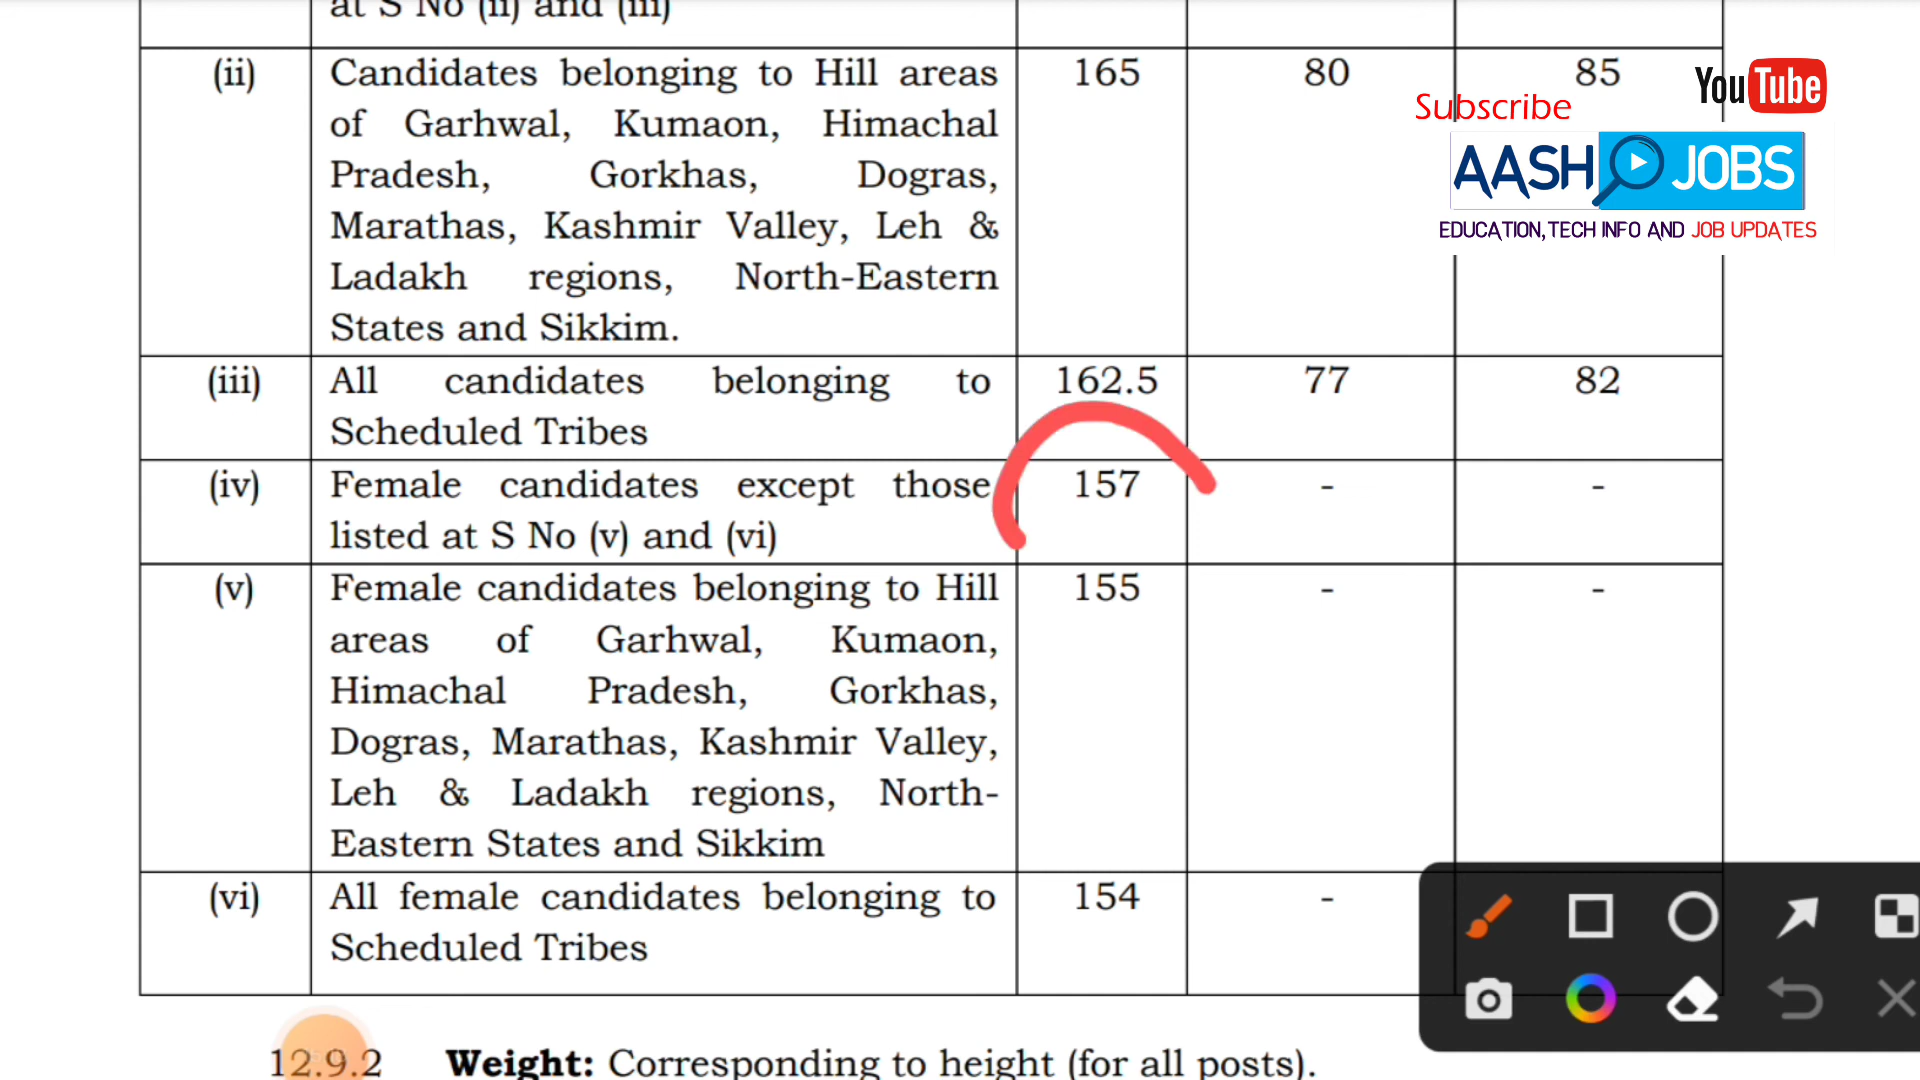 at S No (ii) and (iii)
(ii) Candidates belonging to Hill areas 165 80 85
of Garhwal, Kumaon, Himachal
Pradesh, Gorkhas, Dogras,
Marathas, Kashmir Valley, Leh &
Ladakh regions, North-Eastern
States and Sikkim.
YouTube
Subscribe
AASH JOBS
EDUCATION,TECH INFO AND JOB UPDATES
(iii) All candidates belonging to 162.5 77 82
Scheduled Tribes
(iv) Female candidates except those 157 - -
listed at S No (v) and (vi)
(v) Female candidates belonging to Hill 155 - -
areas of Garhwal, Kumaon,
Himachal Pradesh, Gorkhas,
Dogras, Marathas, Kashmir Valley,
Leh & Ladakh regions, North-
Eastern States and Sikkim
(vi) All female candidates belonging to 154 -
Scheduled Tribes
12.9.2 Weight: Corresponding to height (for all posts).